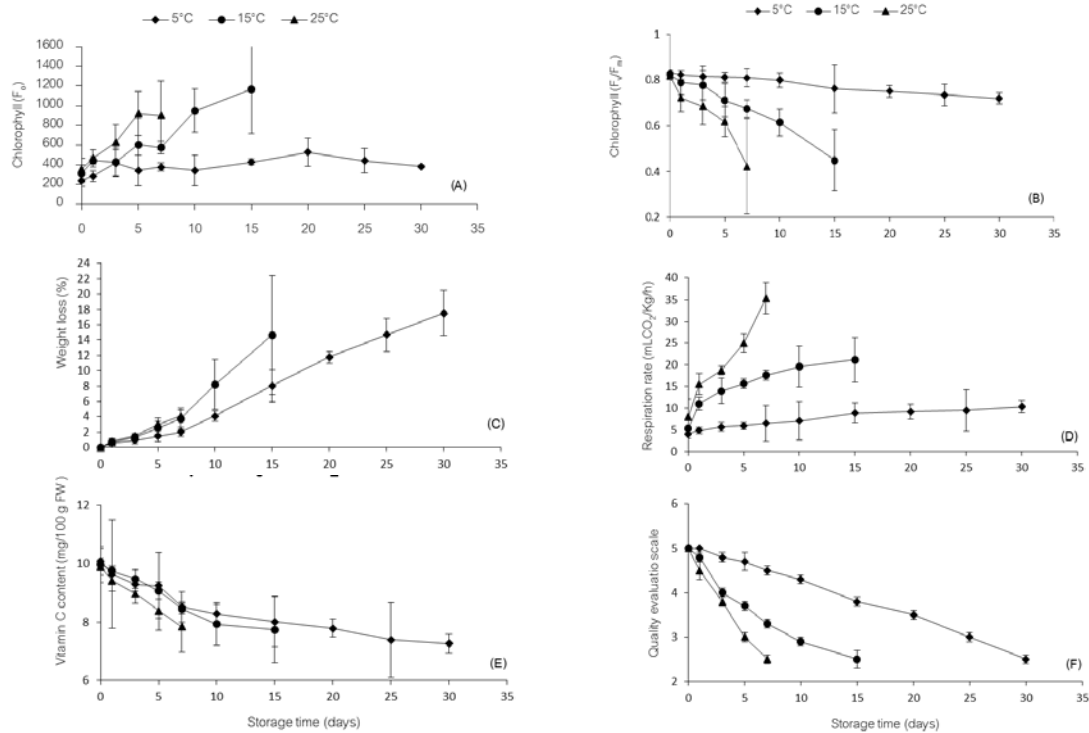 5°C 15°C 25°C
Chlorophyll (Fo)
1600
1400
1200
1000
800
600
400
200
0
0 5 10 15 20 25 30 35
(A)
5°C 15°C 25°C
Chlorophyll (Fv/Fm)
1
0.8
0.6
0.4
0.2
0 5 10 15 20 25 30 35
(B)
Weight loss (%)
24
22
20
18
16
14
12
10
8
6
4
2
0
0 5 10 15 20 25 30 35
(C)
Respiration rate (mLCO2/Kg/h)
40
35
30
25
20
15
10
5
0
0 5 10 15 20 25 30 35
(D)
Vitamin C content (mg/100 g FW)
12
10
8
6
0 5 10 15 20 25 30 35
(E)
Storage time (days)
Quality evaluatio scale
6
5
4
3
2
0 5 10 15 20 25 30 35
(F)
Storage time (days)